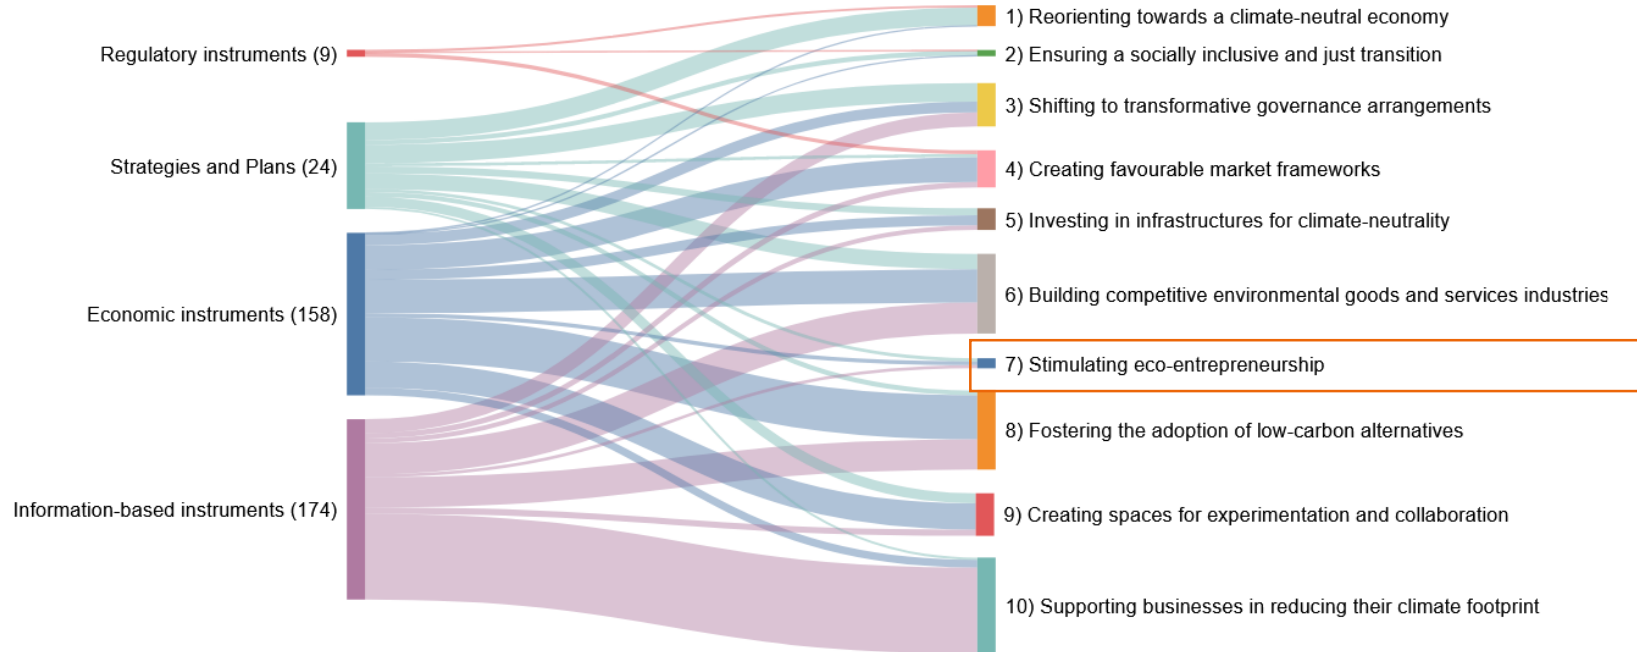 Regulatory instruments (9)
Strategies and Plans (24)
Economic instruments (158)
Information-based instruments (174)
1) Reorienting towards a climate-neutral economy
2) Ensuring a socially inclusive and just transition
3) Shifting to transformative governance arrangements
4) Creating favourable market frameworks
5) Investing in infrastructures for climate-neutrality
6) Building competitive environmental goods and services industries
7) Stimulating eco-entrepreneurship
8) Fostering the adoption of low-carbon alternatives
9) Creating spaces for experimentation and collaboration
10) Supporting businesses in reducing their climate footprint